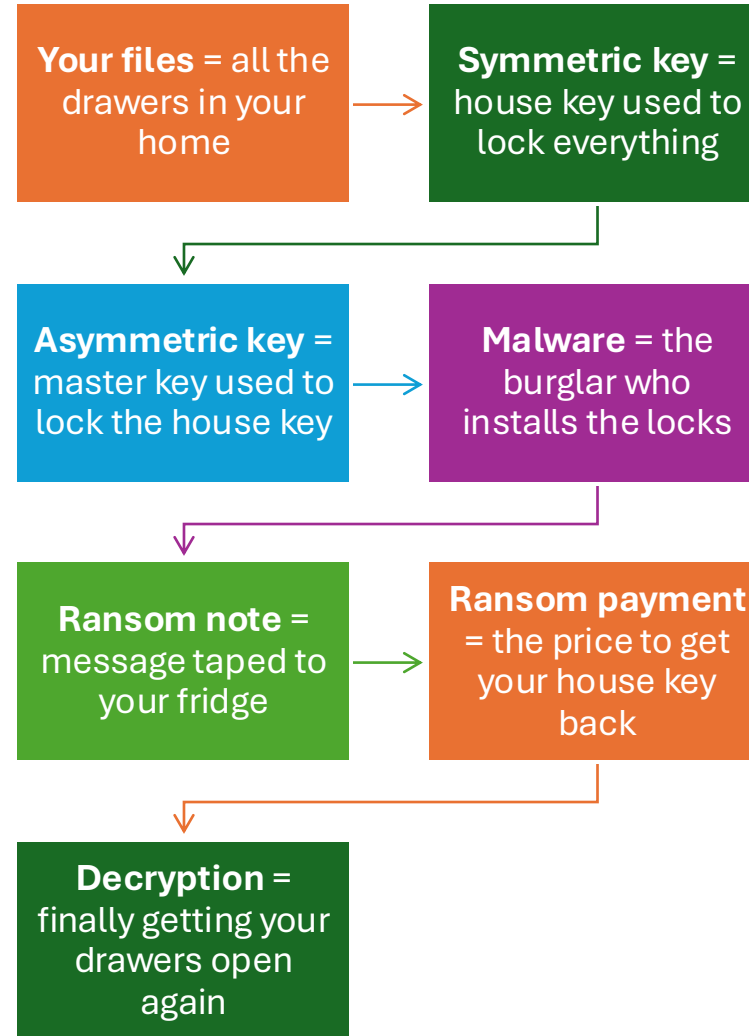 Your files = all the
drawers in your
home
Symmetric key =
house key used to
lock everything
Asymmetric key =
master key used to
lock the house key
Malware = the
burglar who
installs the locks
Ransom note =
message taped to
your fridge
Ransom payment
= the price to get
your house key
back
Decryption =
finally getting your
drawers open
again